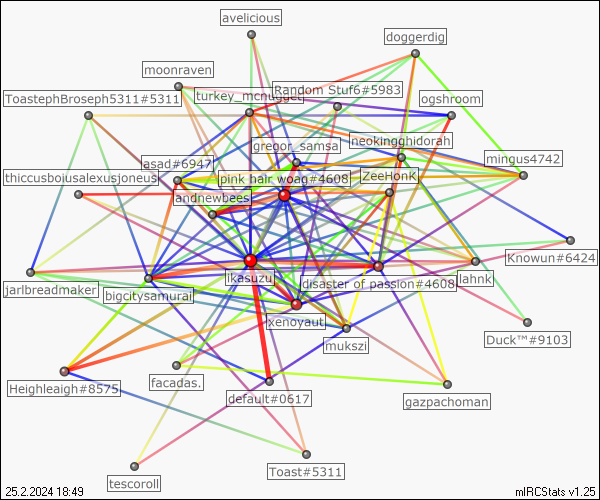 avelicious
doggerdig
moonraven
Random Stuf6#5983
ToastephBroseph5311#5311
turkey_mcnugget
ogshroom
gregor_samsa
neokingghidorah
mingus4742
asad#6947
thiccusboiusalexusjoneus
pink hair woag#4608
ZeeHonK
andnewbees
Knowun#6424
ikasuzu
lahnk
jarlbreadmaker
bigcitysamurai
disaster of passion#4608
xenoyaut
mukszi
Duck™#9103
Heighleaigh#8575
facadas.
default#0617
gazpachoman
Toast#5311
tescoroll
25.2.2024 18:49
mIRCStats v1.25